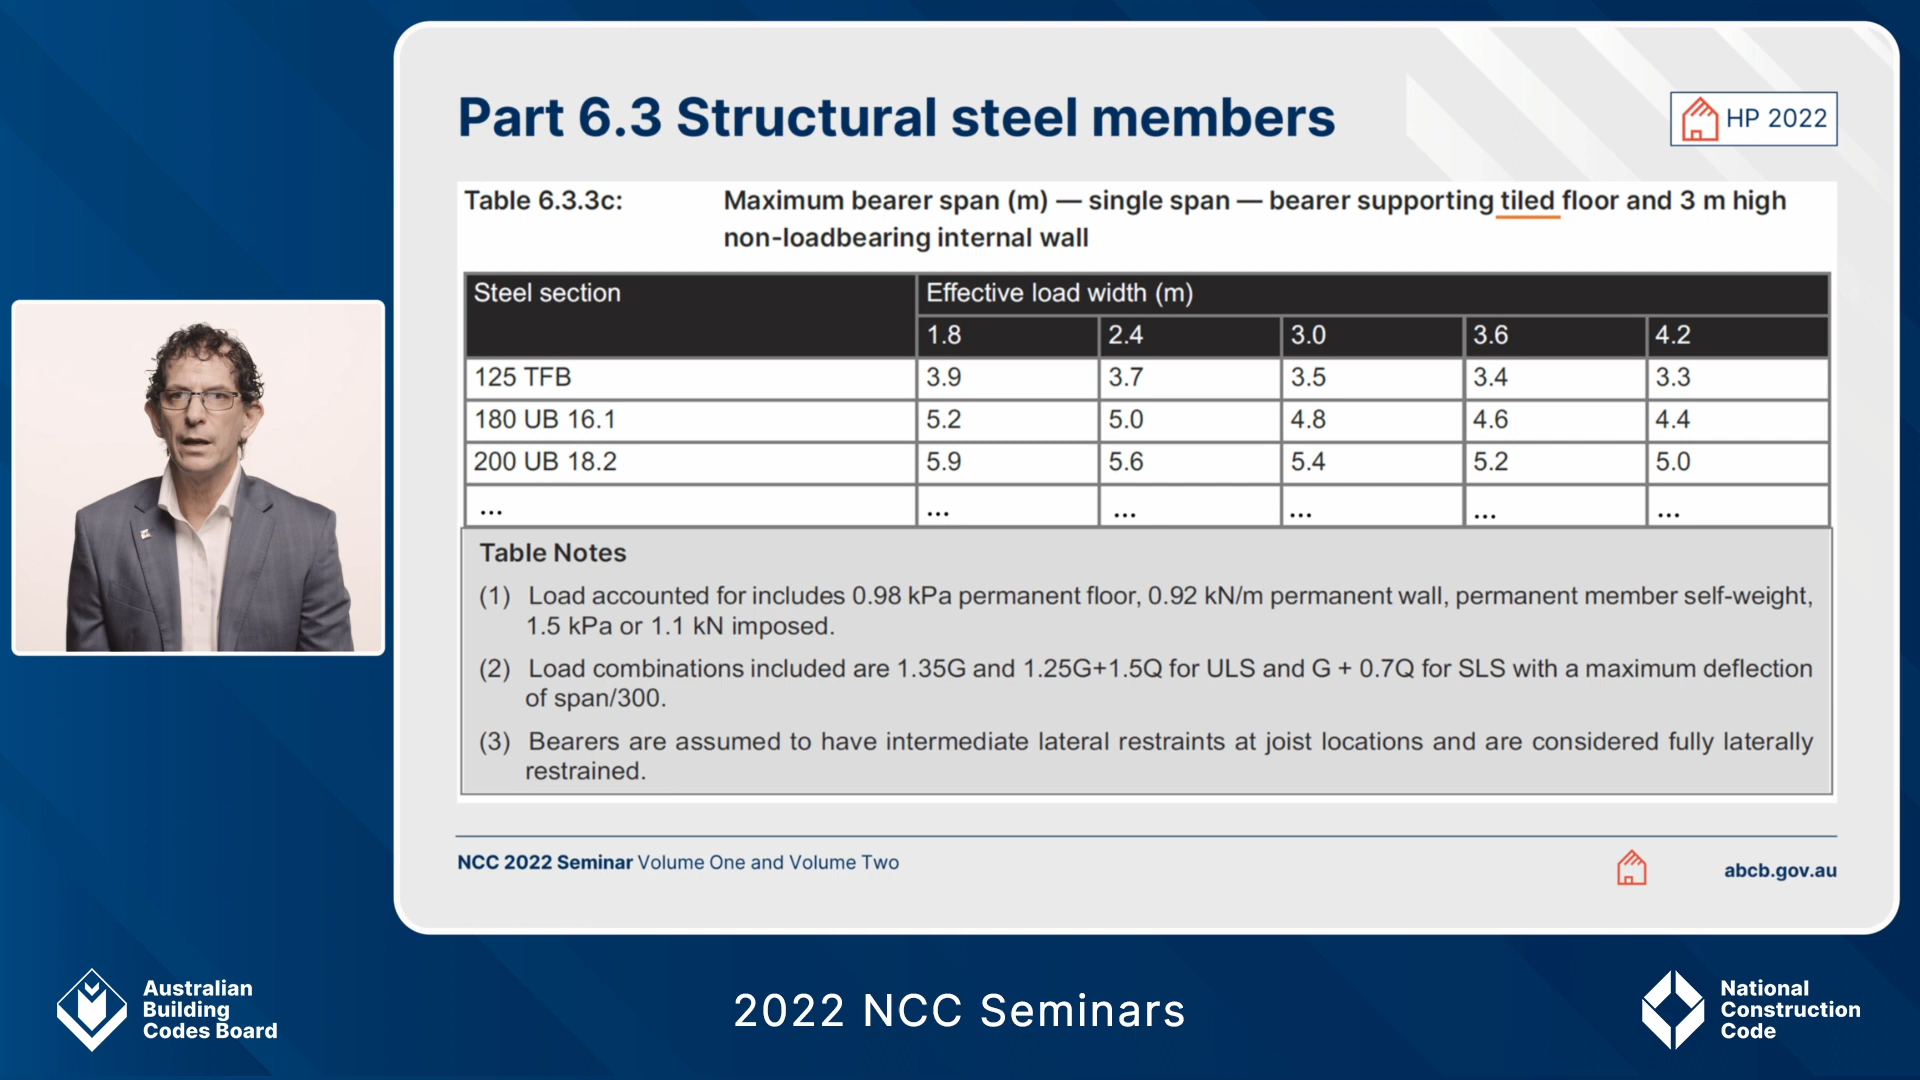 Part 6.3 Structural steel members
HP 2022
Table 6.3.3c: Maximum bearer span (m) — single span — bearer supporting tiled floor and 3 m high
non-loadbearing internal wall
Steel section Effective load width (m)
1.8 2.4 3.0 3.6 4.2
125 TFB 3.9 3.7 3.5 3.4 3.3
180 UB 16.1 5.2 5.0 4.8 4.6 4.4
200 UB 18.2 5.9 5.6 5.4 5.2 5.0
... ... ... ... ... ...
Table Notes
(1) Load accounted for includes 0.98 kPa permanent floor, 0.92 kN/m permanent wall, permanent member self-weight,
1.5 kPa or 1.1 kN imposed.
(2) Load combinations included are 1.35G and 1.25G+1.5Q for ULS and G + 0.7Q for SLS with a maximum deflection
of span/300.
(3) Bearers are assumed to have intermediate lateral restraints at joist locations and are considered fully laterally
restrained.
NCC 2022 Seminar Volume One and Volume Two
abcb.gov.au
Australian
Building
Codes Board
2022 NCC Seminars
National
Construction
Code